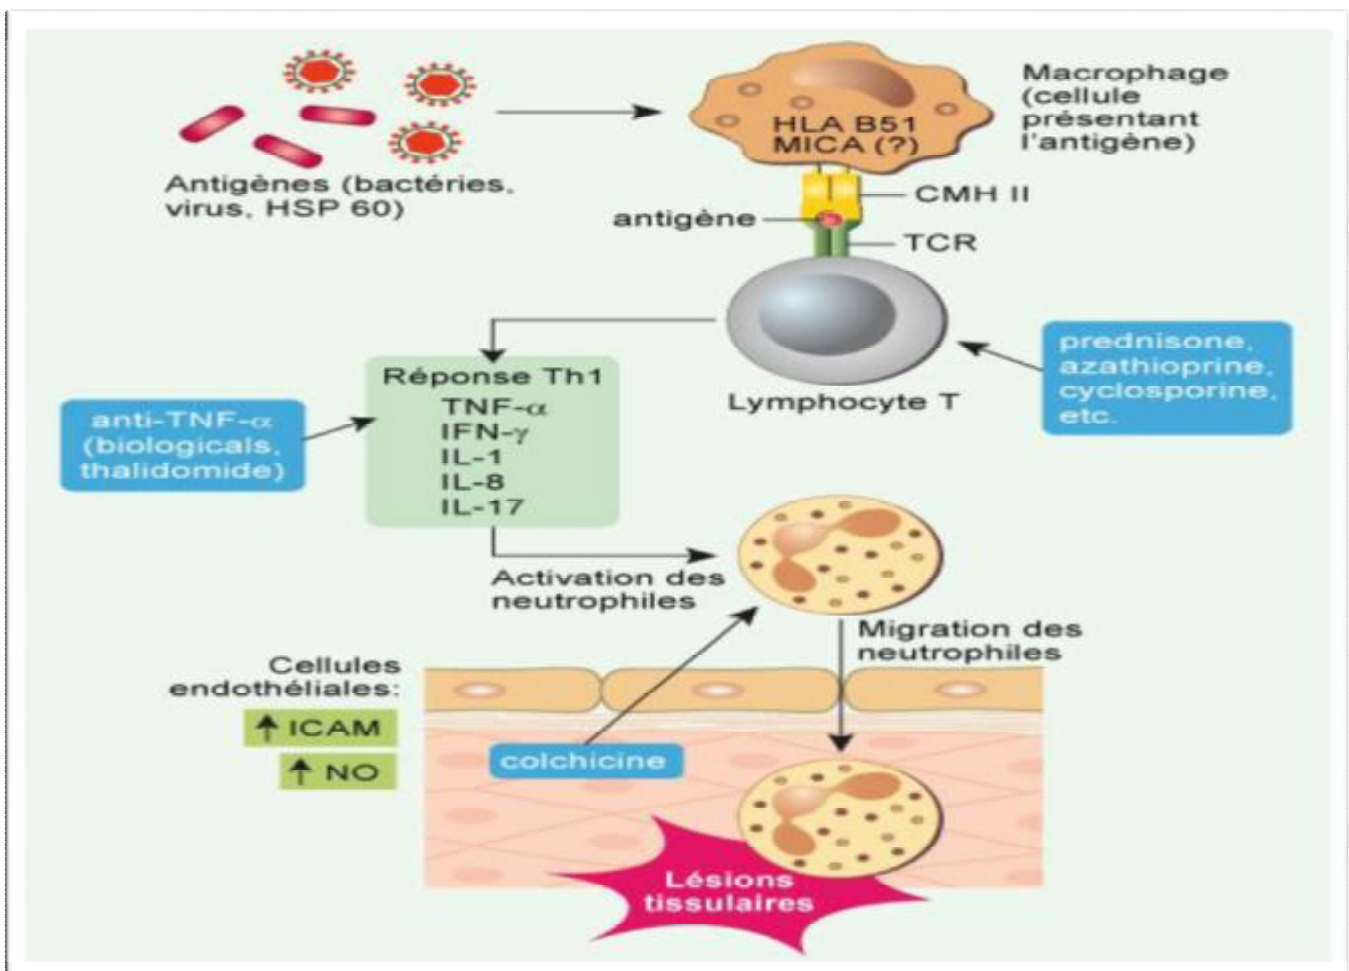 Macrophage
(cellule
présentant
l'antigène)
HLA B51
MICA (?)
Antigènes (bactéries,
virus, HSP 60)
CMH II
antigène
TCR
prednisone,
azathioprine,
cyclosporine,
etc.
Lymphocyte T
Réponse Th1
TNF-α
IFN-γ
IL-1
IL-8
IL-17
anti-TNF-α
(biologicals,
thalidomide)
Activation des
neutrophiles
Migration des
neutrophiles
Cellules
endothéliales:
↑ ICAM
↑ NO
colchicine
Lésions
tissulaires